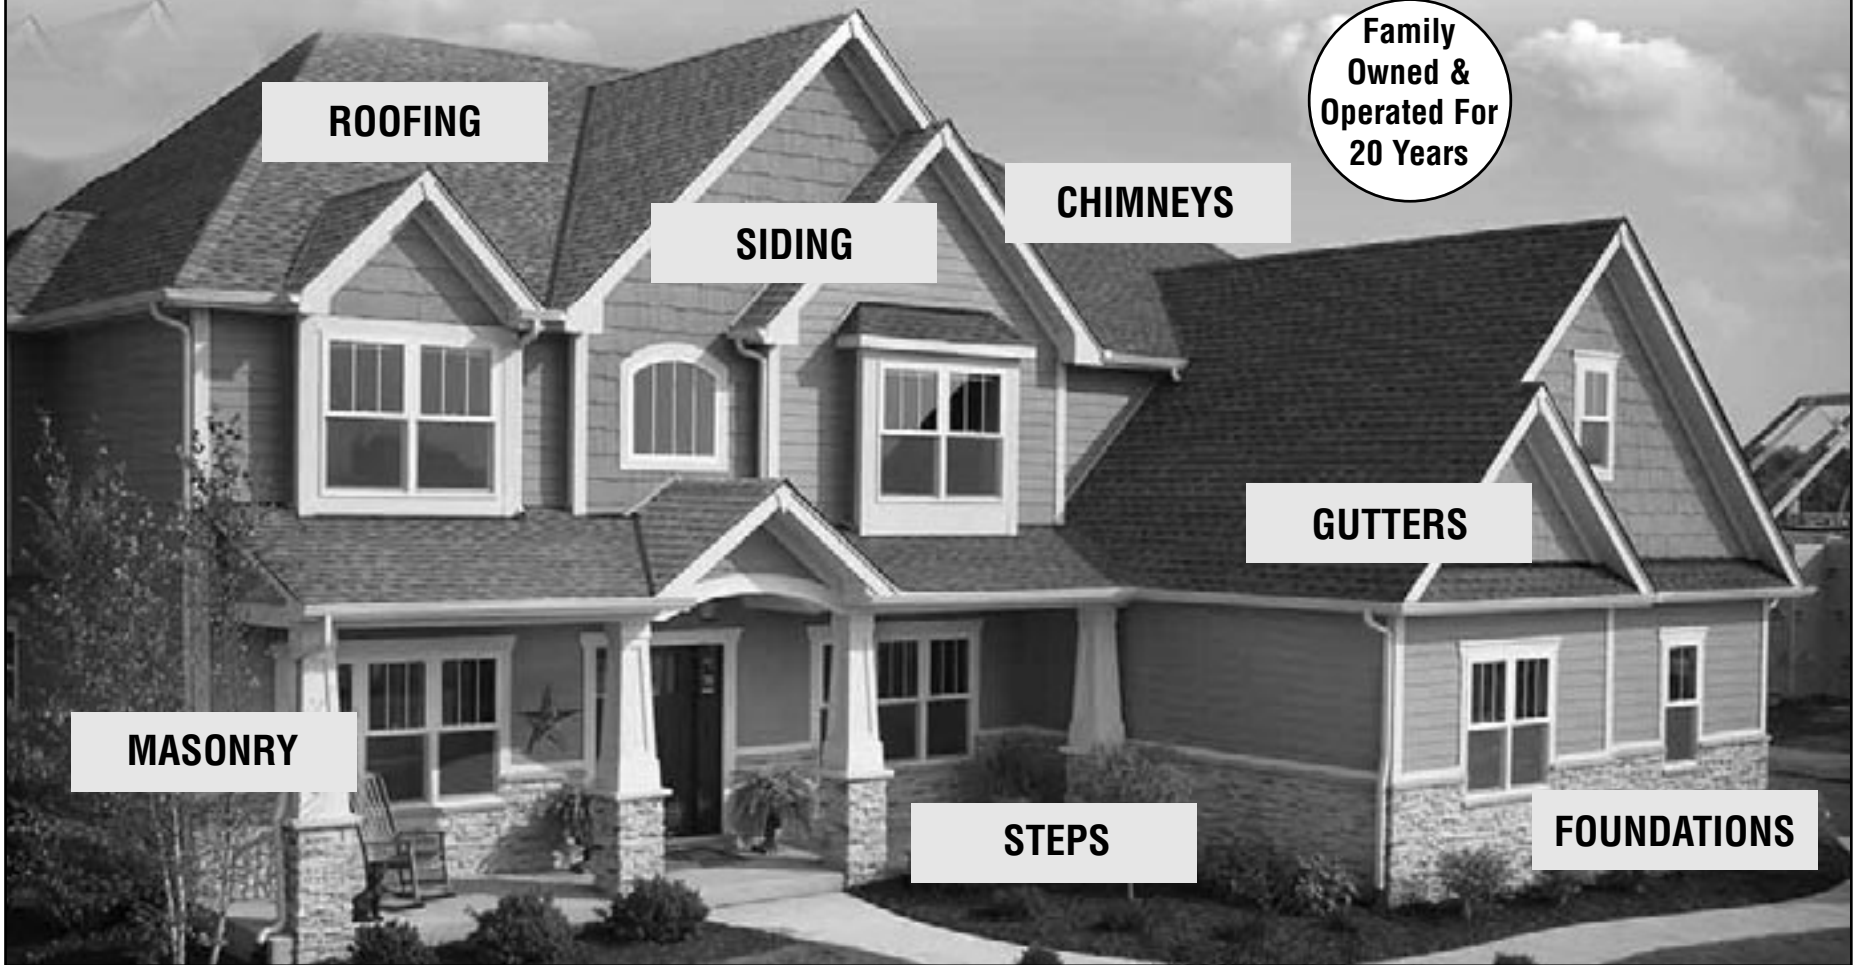 Family
Owned &
Operated For
20 Years
ROOFING
CHIMNEYS
SIDING
GUTTERS
MASONRY
STEPS
FOUNDATIONS